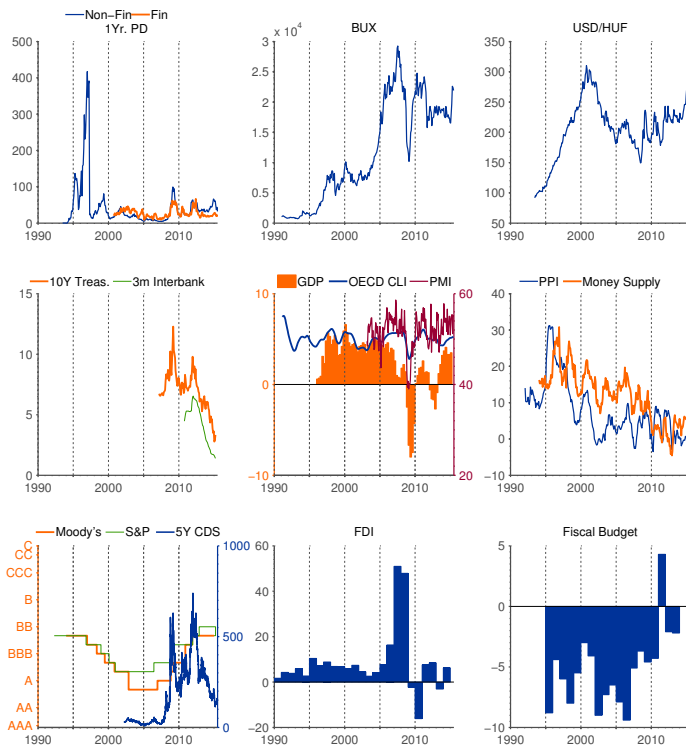 Non−Fin Fin
1Yr. PD
500
400
300
200
100
0
1990 2000 2010
BUX
x 10⁴
3
2.5
2
1.5
1
0.5
0
1990 2000 2010
USD/HUF
350
300
250
200
150
100
50
1990 2000 2010
10Y Treas. 3m Interbank
15
10
5
0
1990 2000 2010
GDP OECD CLI PMI
10 60
0 40
−10 20
1990 2000 2010
PPI Money Supply
40
30
20
10
0
−10
1990 2000 2010
Moody's S&P 5Y CDS
C 1000
CC
CCC
B
BB 500
BBB
A
AA
AAA 0
1990 2000 2010
FDI
60
40
20
0
−20
1990 2000 2010
Fiscal Budget
5
0
−5
−10
1990 2000 2010